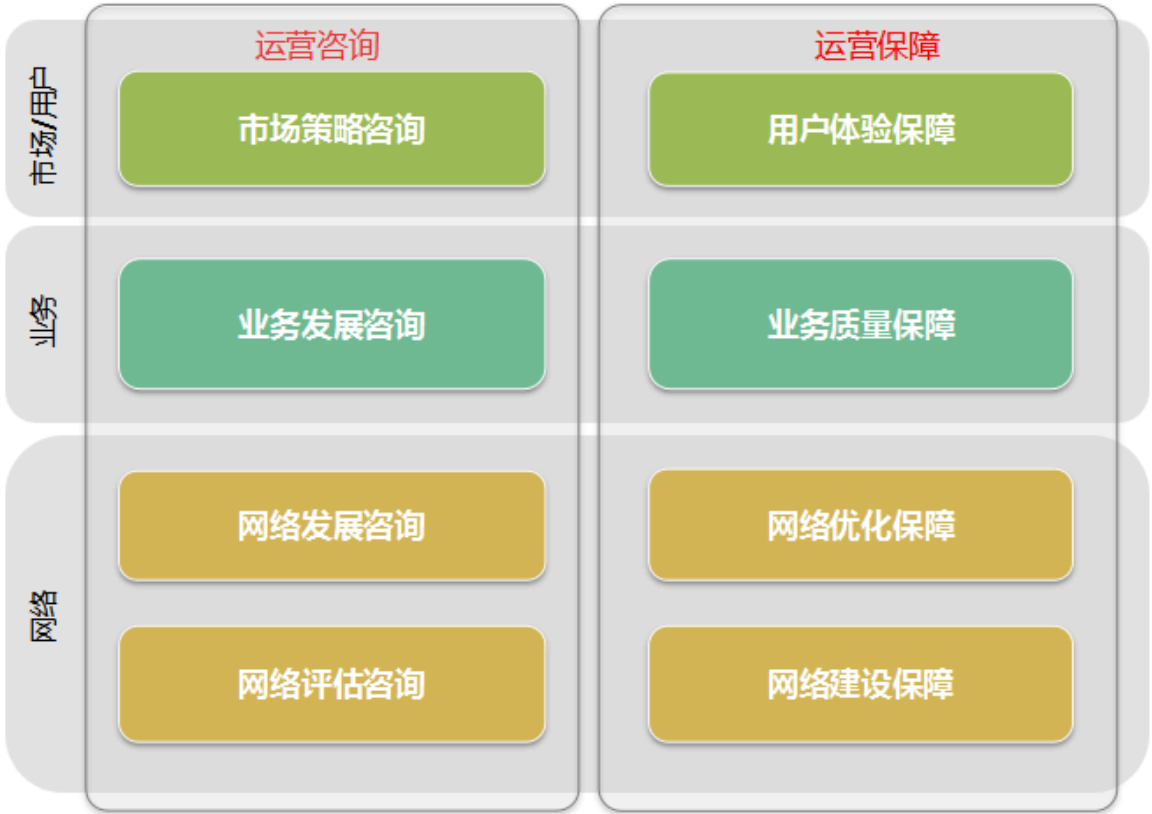 运营咨询
运营保障
市场/用户
市场策略咨询
用户体验保障
业务
业务发展咨询
业务质量保障
网络
网络发展咨询
网络优化保障
网络评估咨询
网络建设保障